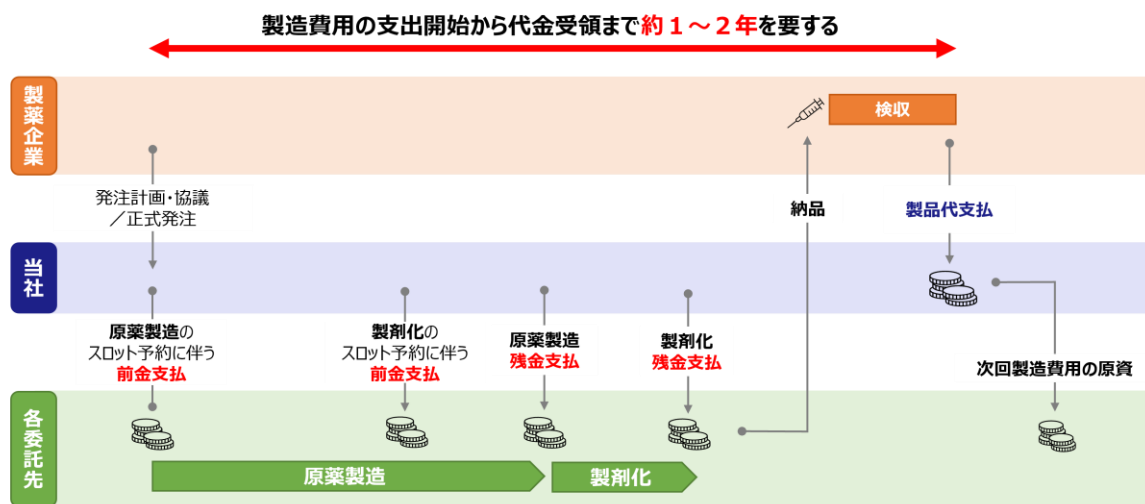 製造費用の支出開始から代金受領まで約１～２年を要する
製薬企業
検収
発注計画・協議
／正式発注
納品
製品代支払
当社
原薬製造の
スロット予約に伴う
前金支払
製剤化の
スロット予約に伴う
前金支払
原薬製造
残金支払
製剤化
残金支払
次回製造費用の原資
各委託先
原薬製造
製剤化